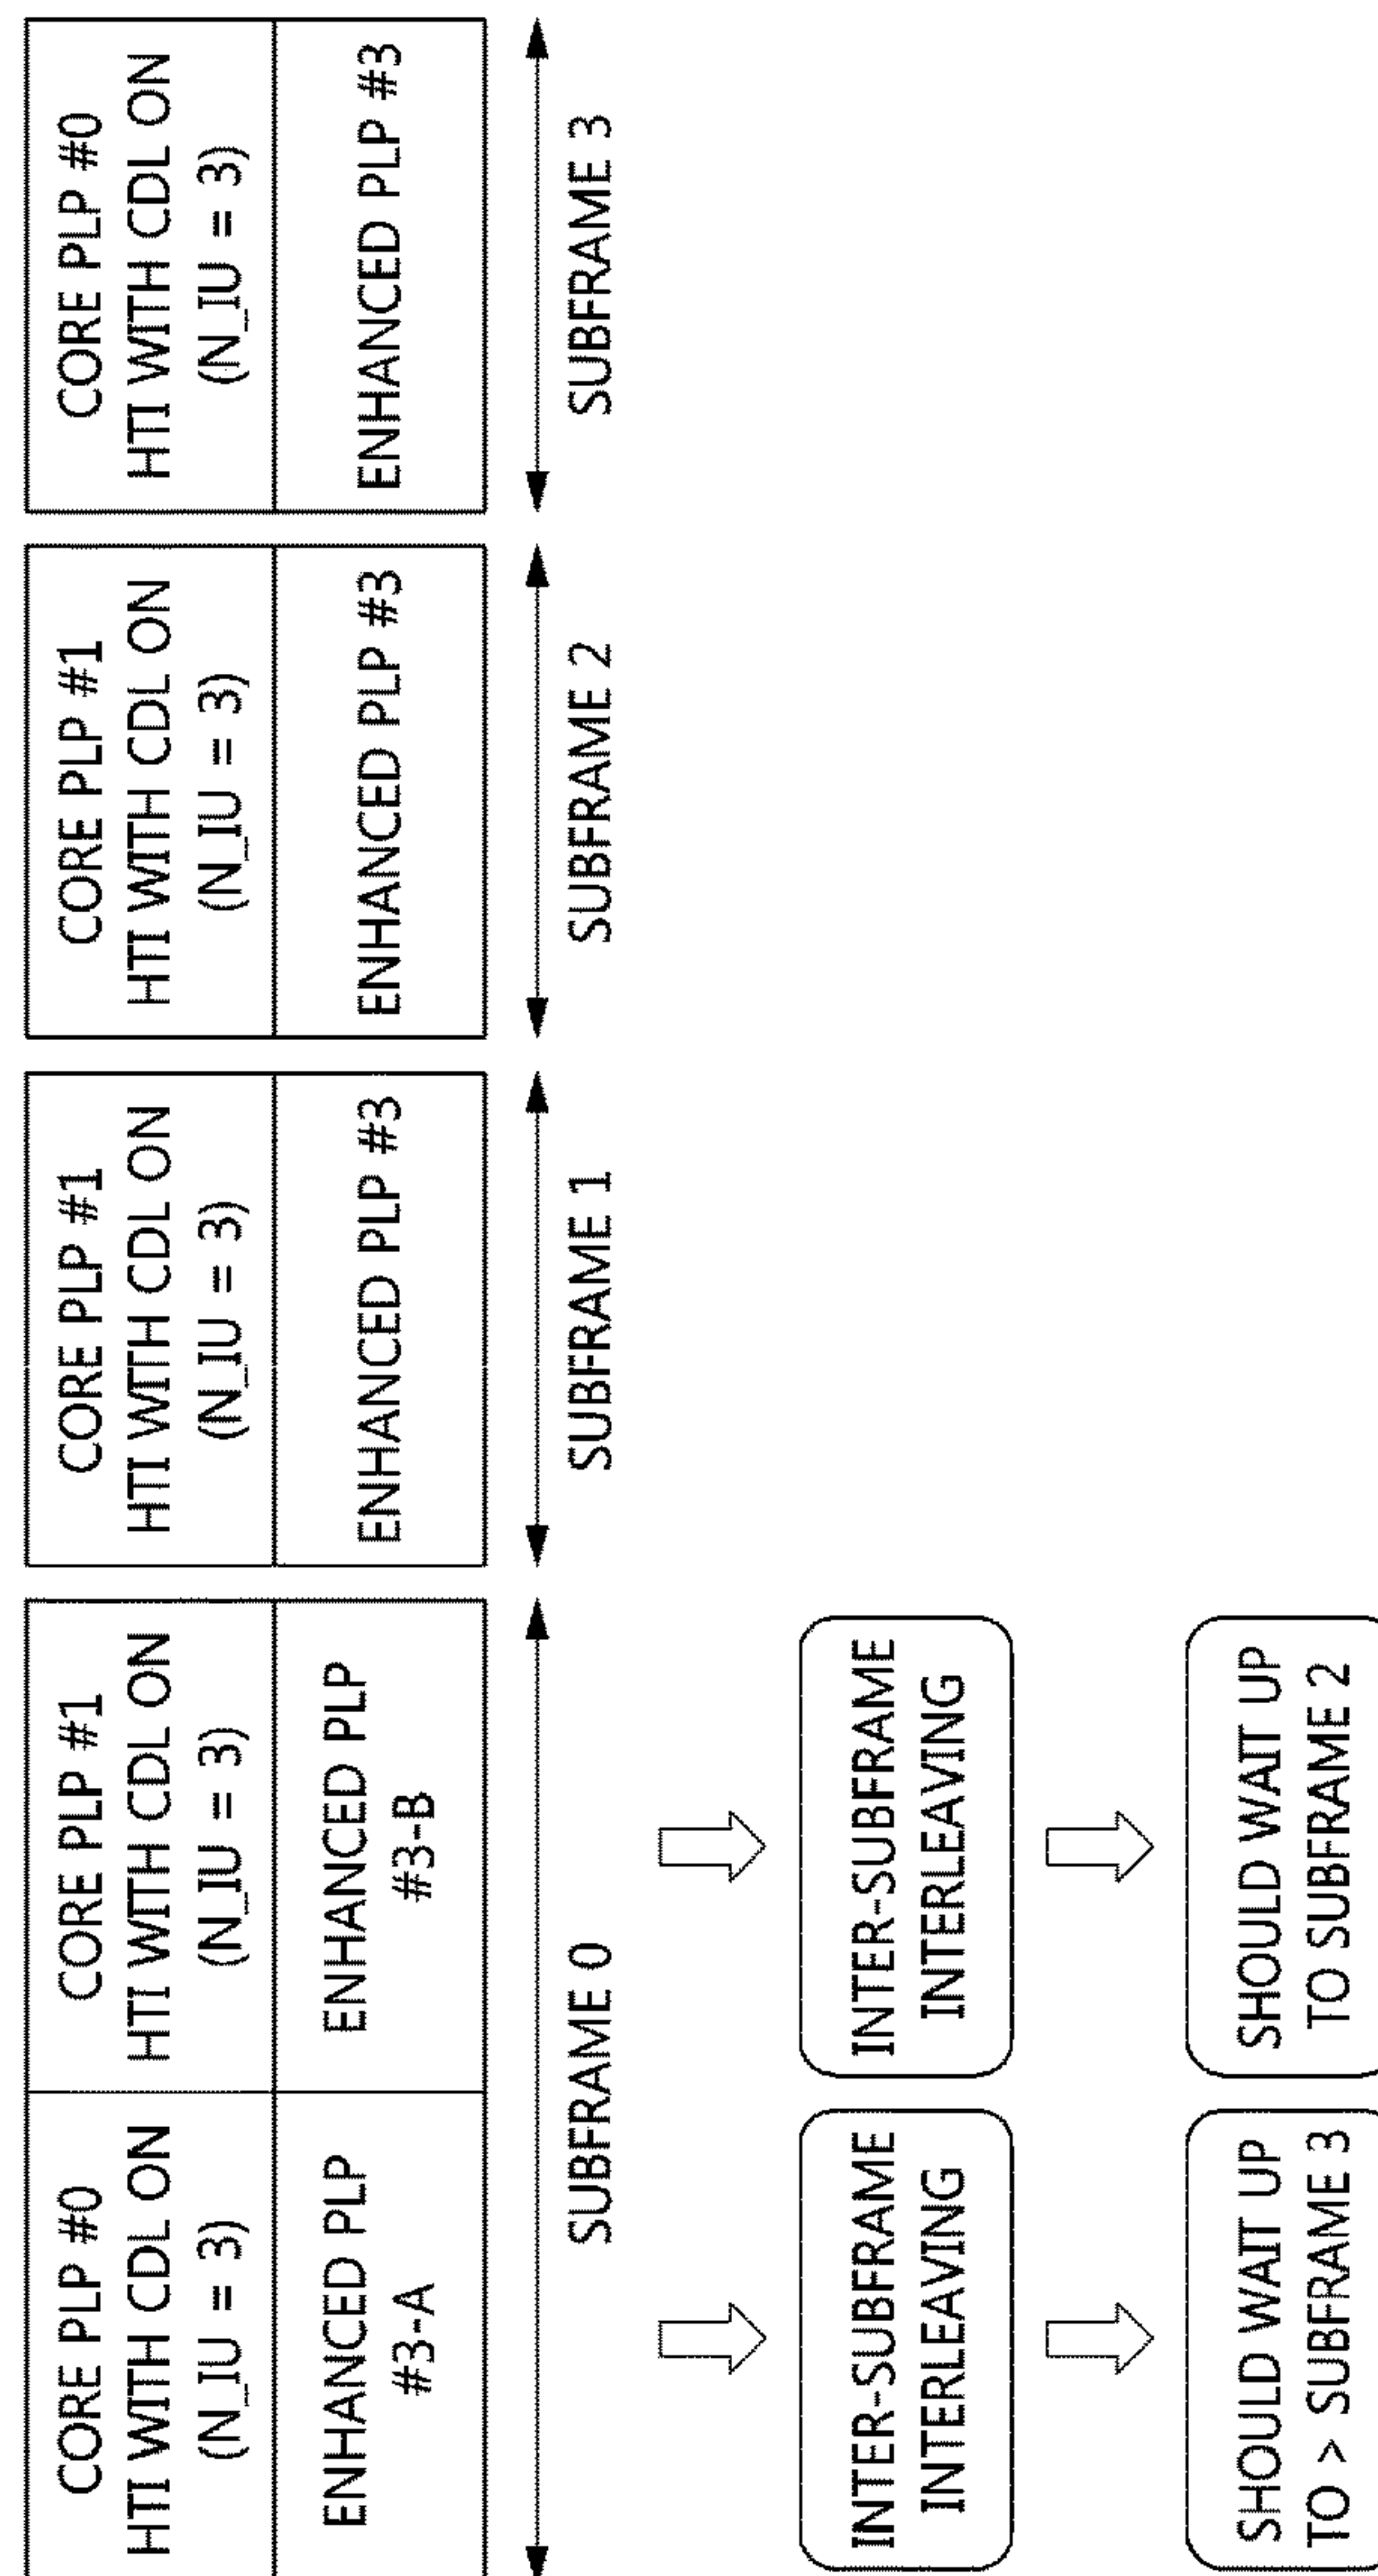 CORE PLP #0
HTI WITH CDL ON
(N_IU = 3)
CORE PLP #1
HTI WITH CDL ON
(N_IU = 3)
CORE PLP #1
HTI WITH CDL ON
(N_IU = 3)
CORE PLP #1
HTI WITH CDL ON
(N_IU = 3)
CORE PLP #0
HTI WITH CDL ON
(N_IU = 3)
ENHANCED PLP
#3-A
ENHANCED PLP
#3-B
ENHANCED PLP #3
ENHANCED PLP #3
ENHANCED PLP #3
SUBFRAME 0
SUBFRAME 1
SUBFRAME 2
SUBFRAME 3
INTER-SUBFRAME
INTERLEAVING
INTER-SUBFRAME
INTERLEAVING
SHOULD WAIT UP
TO > SUBFRAME 3
SHOULD WAIT UP
TO SUBFRAME 2